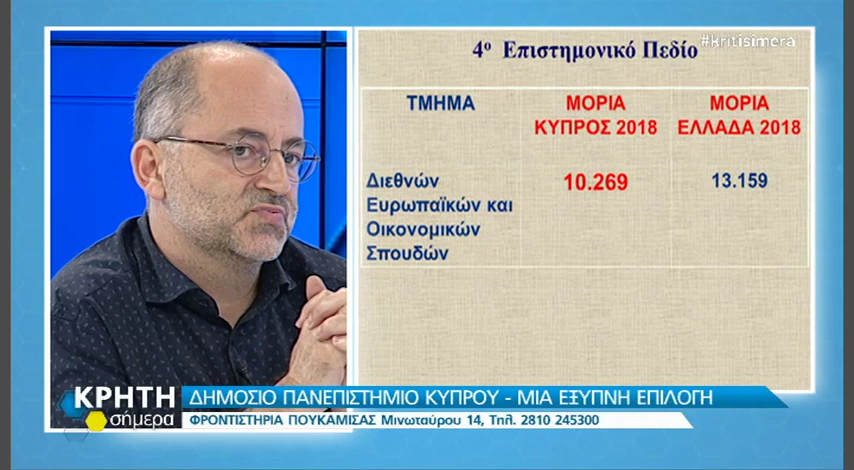 #kritisimera
4ο Επιστημονικό Πεδίο
ΤΜΗΜΑ
ΜΟΡΙΑ
ΚΥΠΡΟΣ 2018
ΜΟΡΙΑ
ΕΛΛΑΔΑ 2018
Διεθνών
Ευρωπαϊκών και
Οικονομικών
Σπουδών
10.269
13.159
ΚΡΗΤΗ
σήμερα
ΔΗΜΟΣΙΟ ΠΑΝΕΠΙΣΤΗΜΙΟ ΚΥΠΡΟΥ - ΜΙΑ ΕΞΥΠΝΗ ΕΠΙΛΟΓΗ
ΦΡΟΝΤΙΣΤΗΡΙΑ ΠΟΥΚΑΜΙΣΑΣ Μινωταύρου 14, Τηλ. 2810 245300